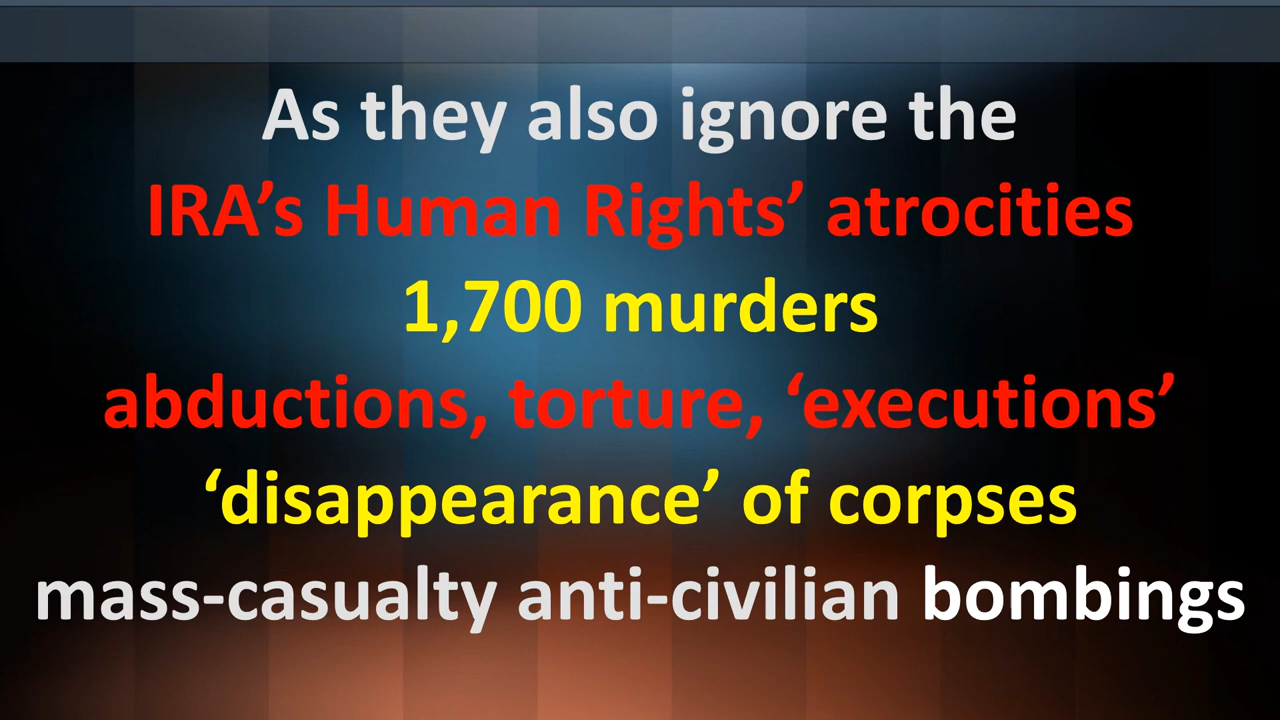 As they also ignore the
IRA’s Human Rights’ atrocities
1,700 murders
abductions, torture, ‘executions’
‘disappearance’ of corpses
mass-casualty anti-civilian bombings